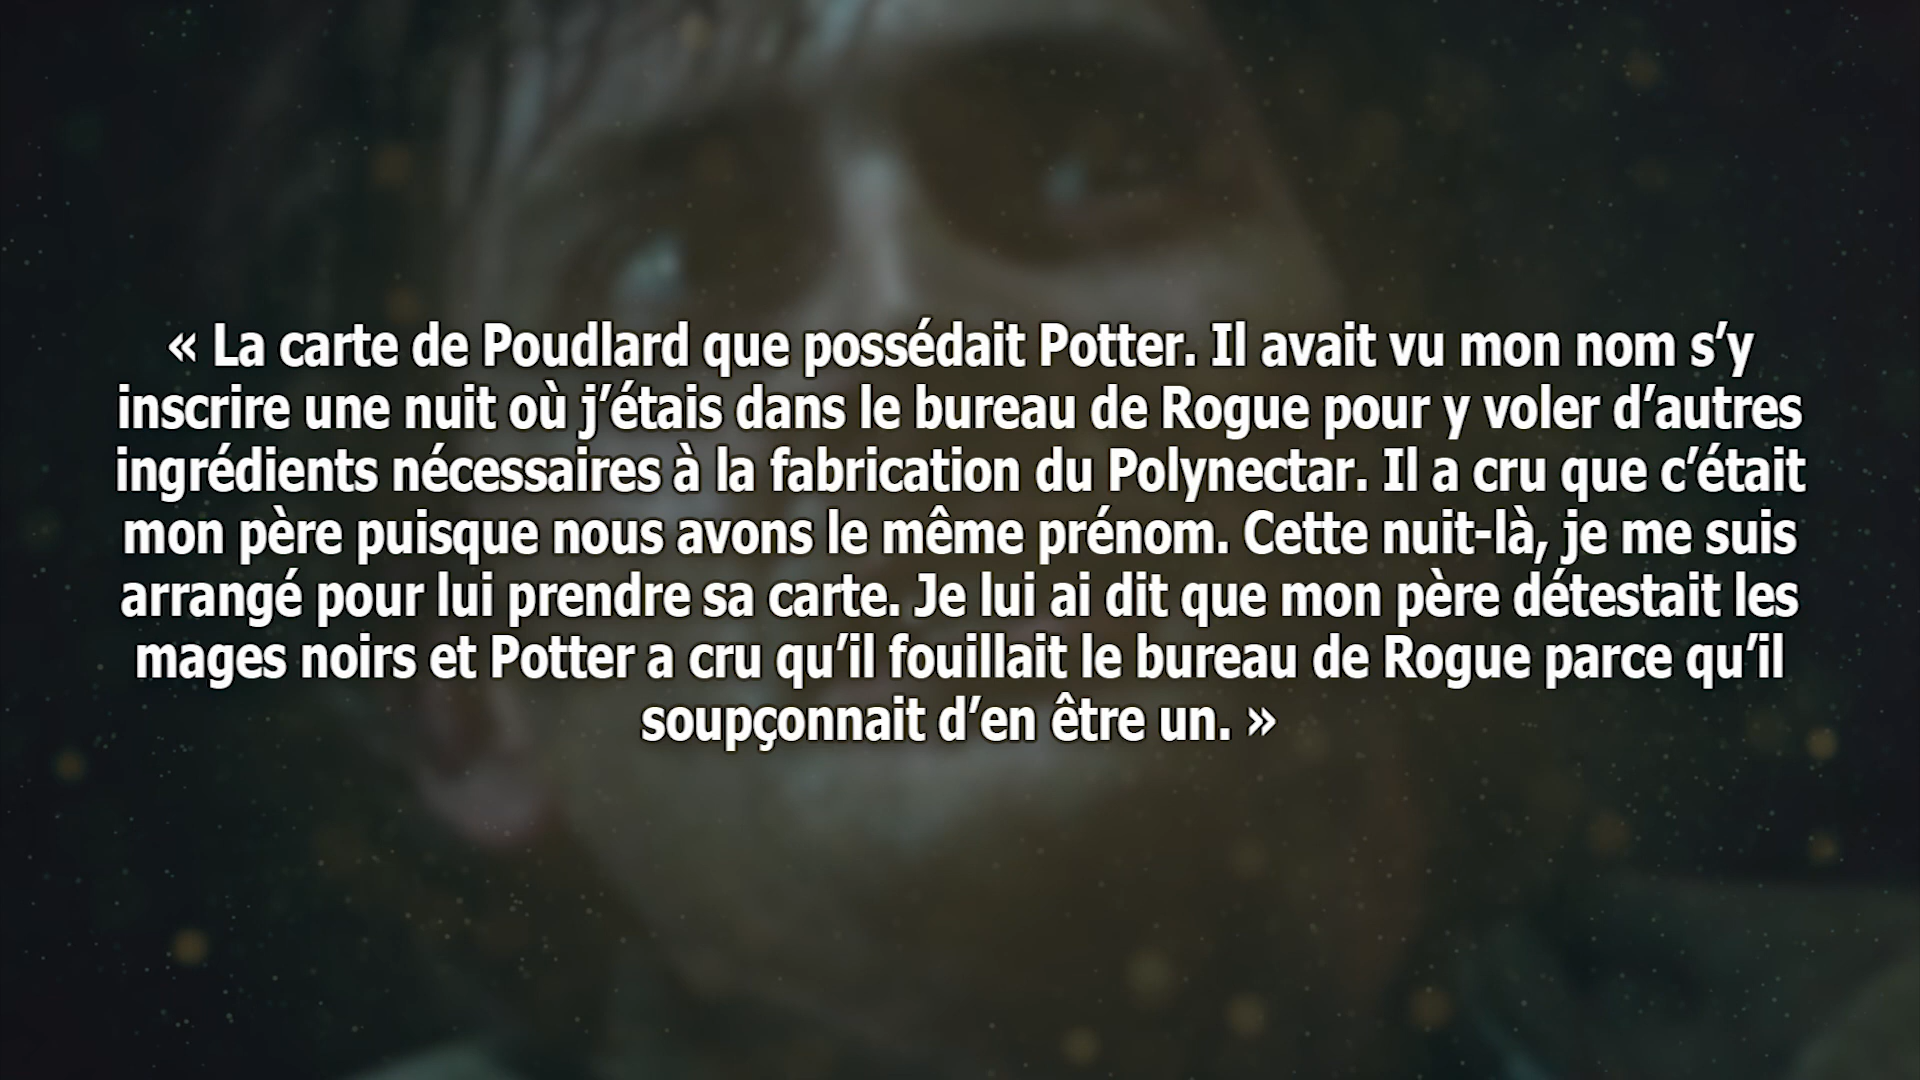 « La carte de Poudlard que possédait Potter. Il avait vu mon nom s’y
inscrire une nuit où j’étais dans le bureau de Rogue pour y voler d’autres
ingrédients nécessaires à la fabrication du Polynectar. Il a cru que c’était
mon père puisque nous avons le même prénom. Cette nuit-là, je me suis
arrangé pour lui prendre sa carte. Je lui ai dit que mon père détestait les
mages noirs et Potter a cru qu’il fouillait le bureau de Rogue parce qu’il
soupçonnait d’en être un. »